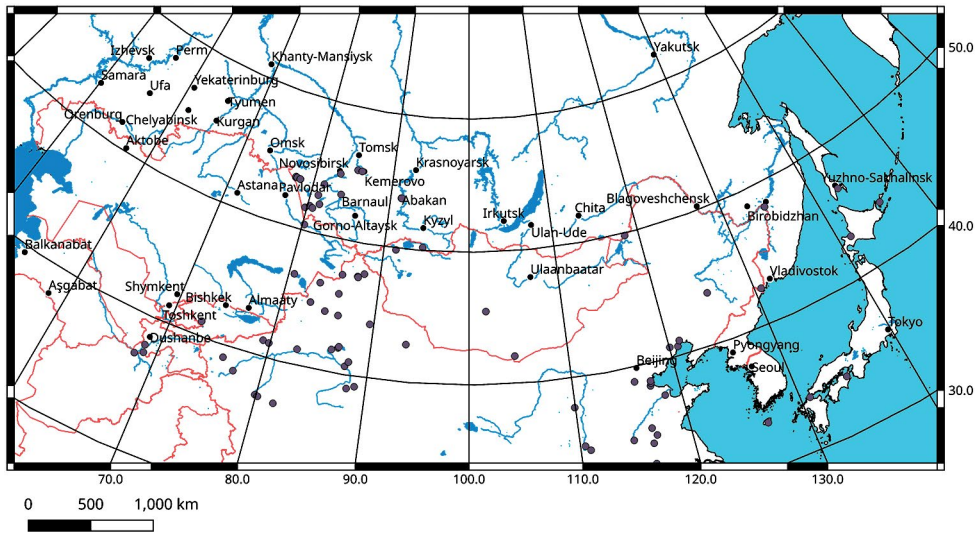 Izhevsk
Perm
Khanty-Mansiysk
Yakutsk
50.0
Samara
Ufa
Yekaterinburg
Tyumen
Orenburg
Chelyabinsk
Kurgan
Aktobe
Omsk
Tomsk
Novosibirsk
Krasnoyarsk
Kemerovo
Yuzhno-Sakhalinsk
Astana
Pavlodar
Barnaul
Abakan
Blagoveshchensk
Irkutsk
Chita
Birobidzhan
Gorno-Altaysk
Kyzyl
Ulan-Ude
40.0
Balkanabat
Ulaanbaatar
Vladivostok
Aşgabat
Shymkent
Bishkek
Almaaty
Toshkent
Tokyo
Dushanbe
Pyongyang
Beijing
Seoul
30.0
70.0
80.0
90.0
100.0
110.0
120.0
130.0
0
500
1,000 km